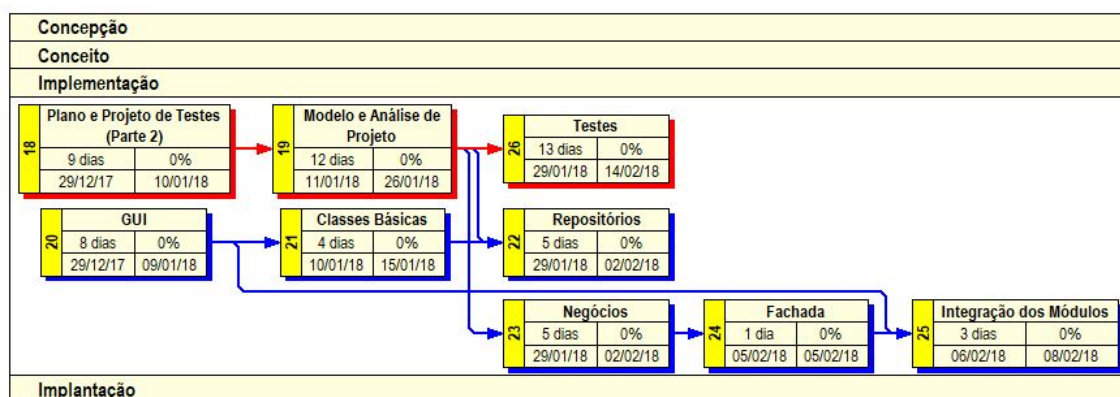 Concepção
Conceito
Implementação
18
Plano e Projeto de Testes
(Parte 2)
9 dias 0%
29/12/17 10/01/18
19
Modelo e Análise de
Projeto
12 dias 0%
11/01/18 26/01/18
26
Testes
13 dias 0%
29/01/18 14/02/18
20
GUI
8 dias 0%
29/12/17 09/01/18
21
Classes Básicas
4 dias 0%
10/01/18 15/01/18
22
Repositórios
5 dias 0%
29/01/18 02/02/18
23
Negócios
5 dias 0%
29/01/18 02/02/18
24
Fachada
1 dia 0%
05/02/18 05/02/18
25
Integração dos Módulos
3 dias 0%
06/02/18 08/02/18
Implantação